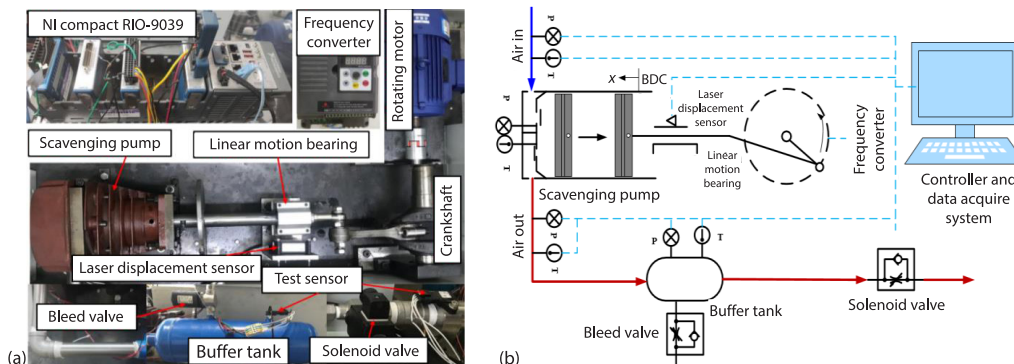 NI compact RIO-9039
Frequency
converter
Rotating motor
Scavenging pump
Linear motion bearing
Crankshaft
Laser displacement sensor
Test sensor
Bleed valve
Buffer tank
Solenoid valve
(a)
P
Air in
T
x
BDC
Laser
displacement
sensor
P
T
Linear
motion
bearing
Frequency
converter
Scavenging pump
Controller and
data acquire
system
Air out
P
T
P
T
Buffer tank
Solenoid valve
Bleed valve
(b)